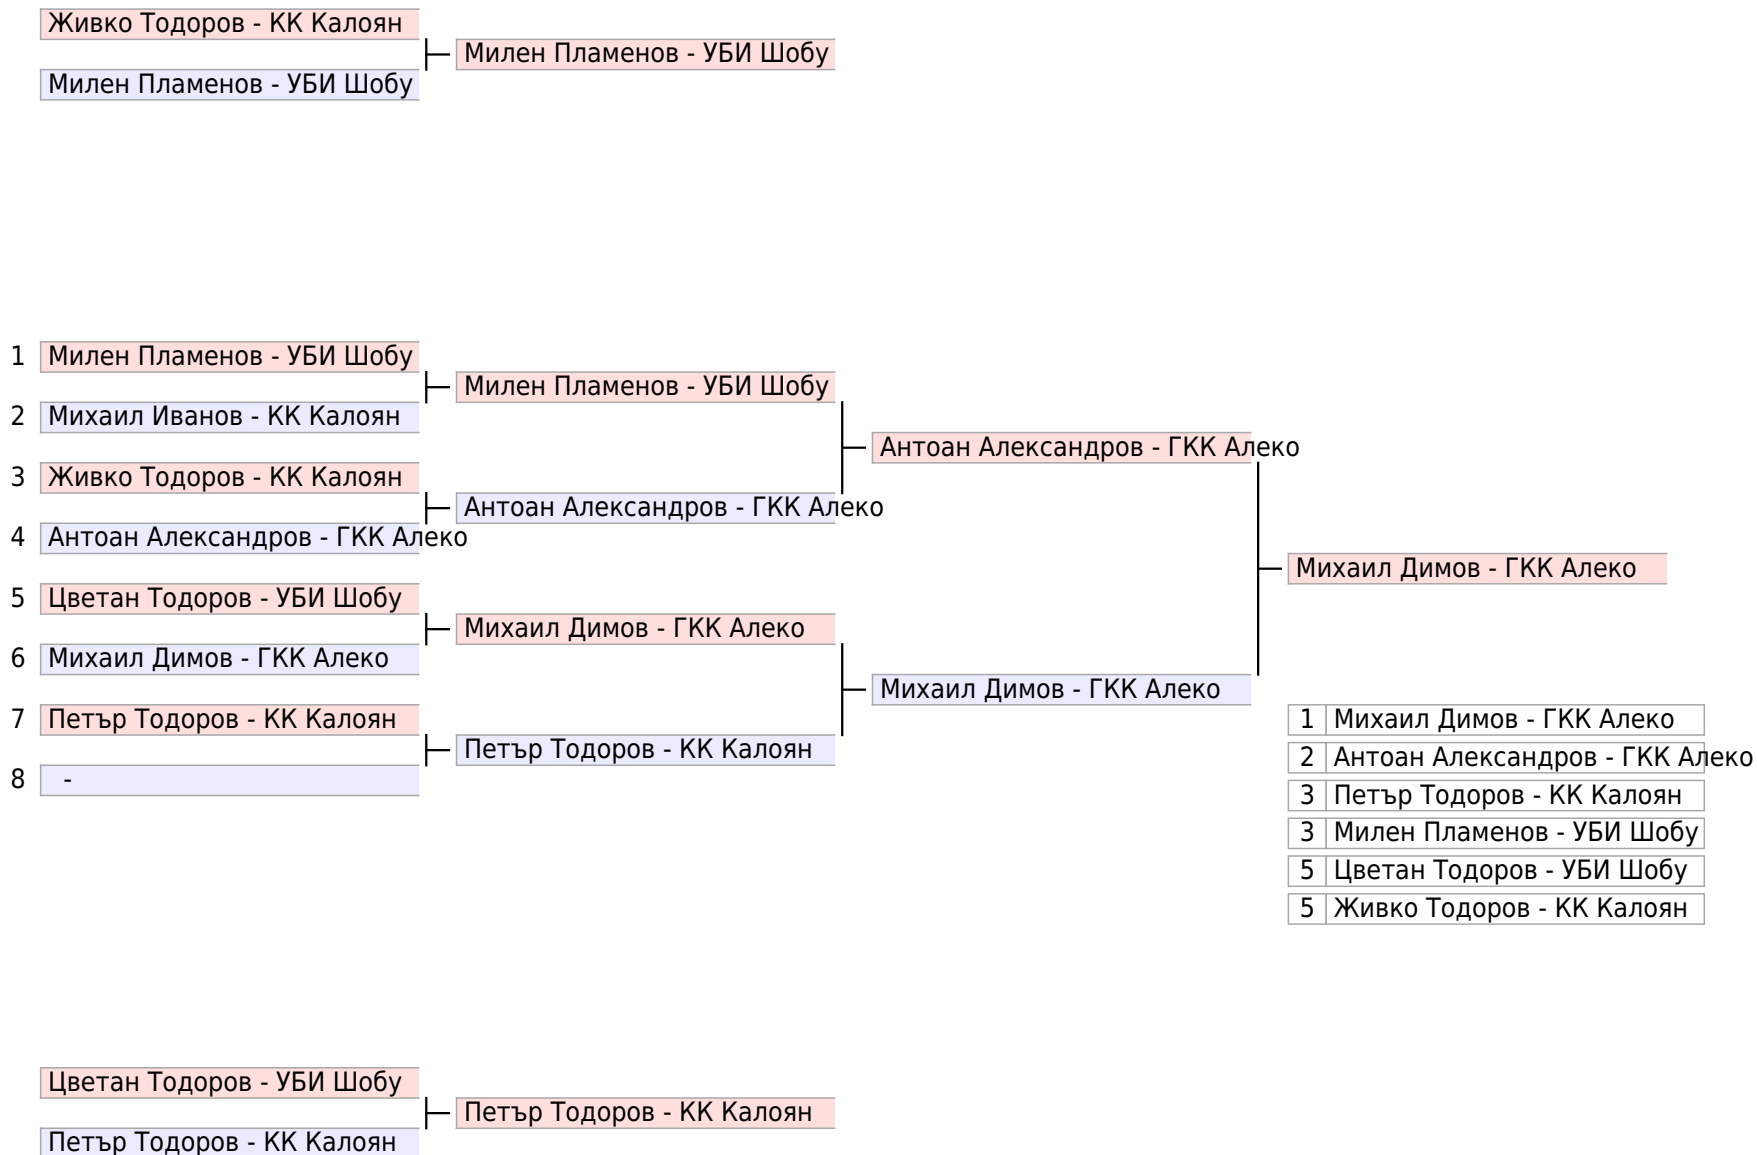 Живко Тодоров - КК Калоян
Милен Пламенов - УБИ Шобу
Милен Пламенов - УБИ Шобу
1 Милен Пламенов - УБИ Шобу
Милен Пламенов - УБИ Шобу
2 Михаил Иванов - КК Калоян
Антоан Александров - ГКК Алеко
3 Живко Тодоров - КК Калоян
Антоан Александров - ГКК Алеко
4 Антоан Александров - ГКК Алеко
Михаил Димов - ГКК Алеко
5 Цветан Тодоров - УБИ Шобу
Михаил Димов - ГКК Алеко
6 Михаил Димов - ГКК Алеко
Михаил Димов - ГКК Алеко
7 Петър Тодоров - КК Калоян
Петър Тодоров - КК Калоян
8 -
1 Михаил Димов - ГКК Алеко
2 Антоан Александров - ГКК Алеко
3 Петър Тодоров - КК Калоян
3 Милен Пламенов - УБИ Шобу
5 Цветан Тодоров - УБИ Шобу
5 Живко Тодоров - КК Калоян
Цветан Тодоров - УБИ Шобу
Петър Тодоров - КК Калоян
Петър Тодоров - КК Калоян